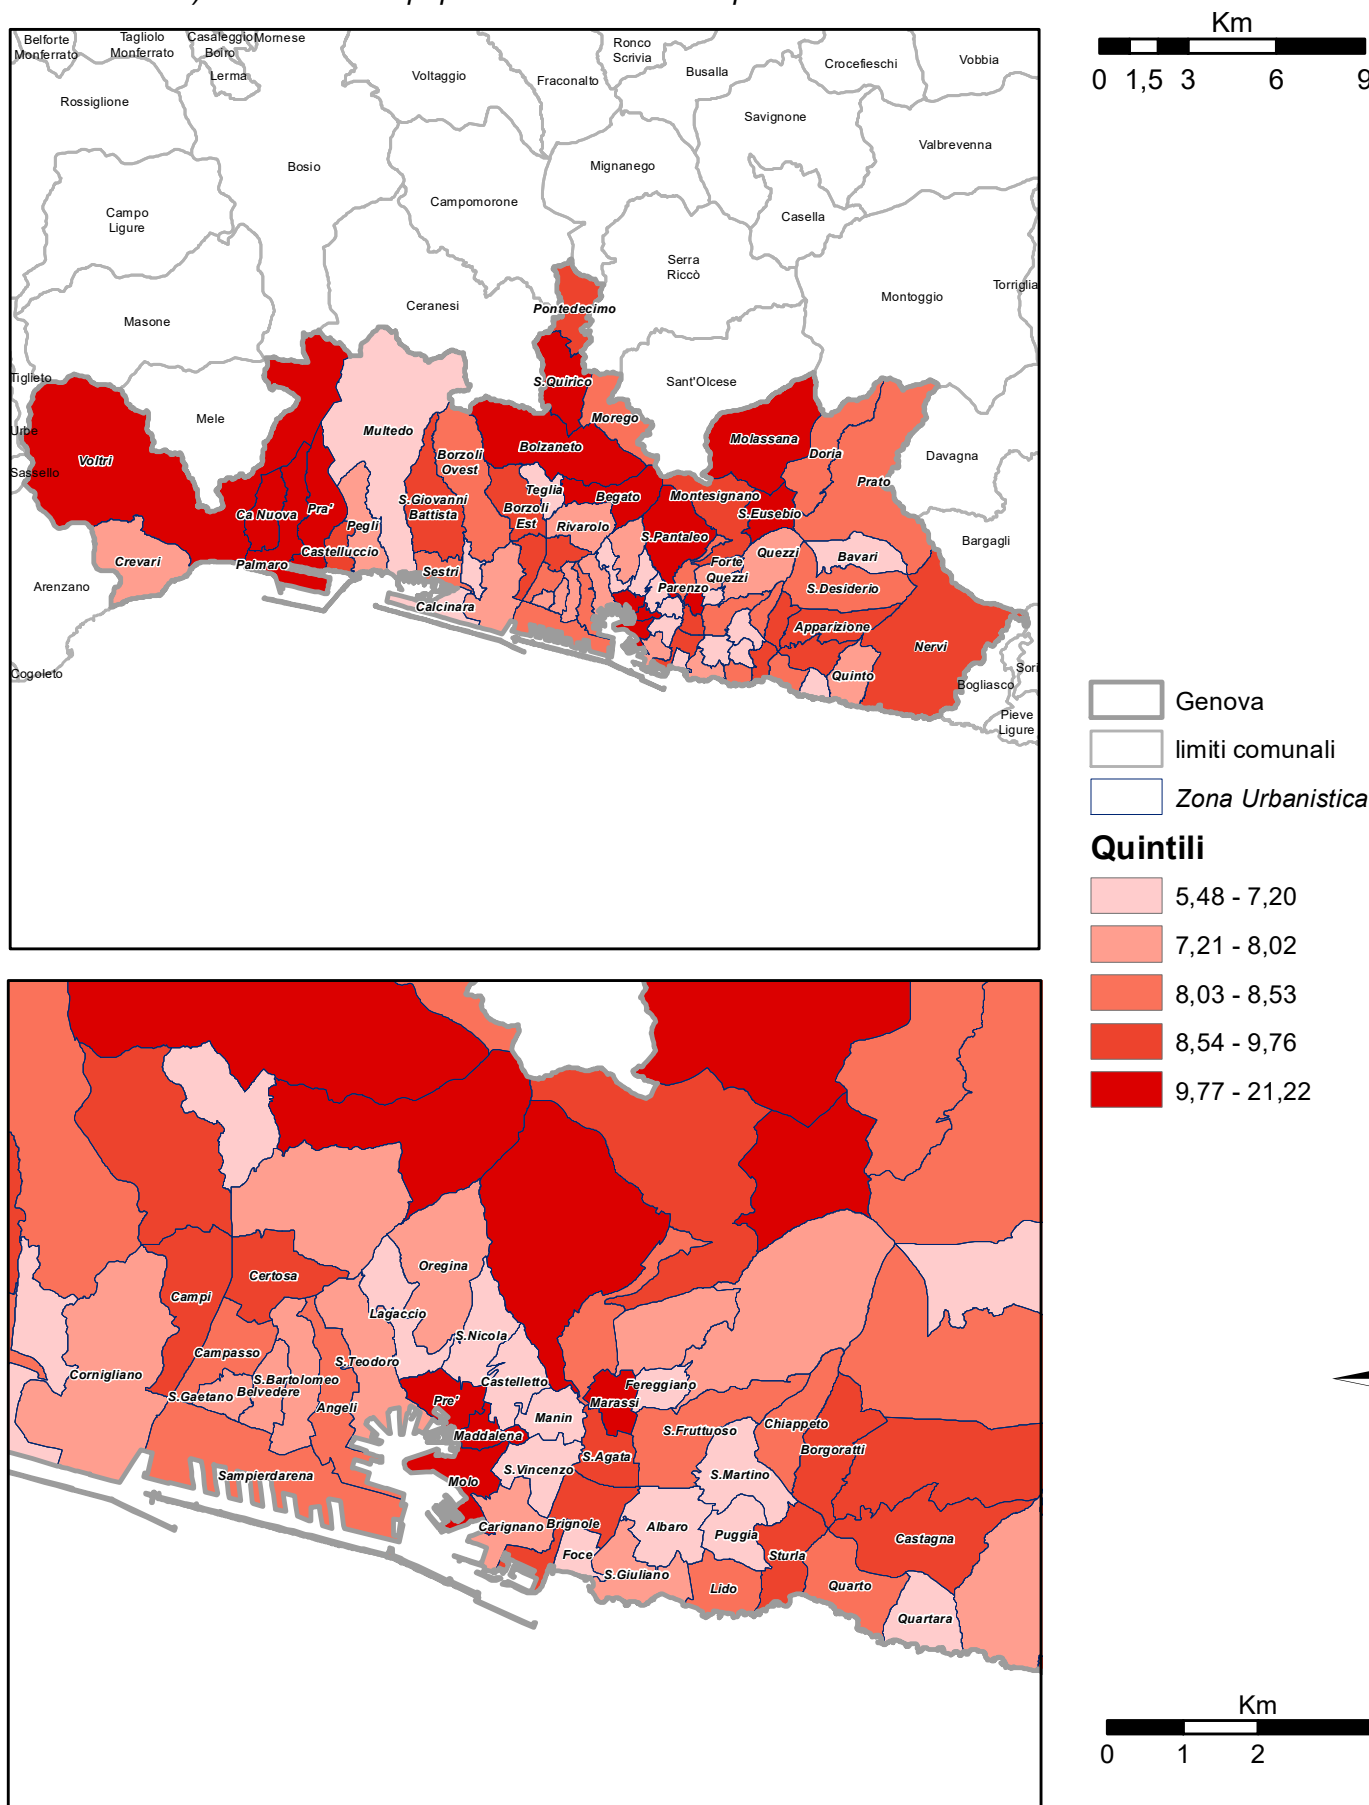 Km
0 1,5 3 6 9
Belforte
Monferrato
Tagliolo
Monferrato
Casaleggio
Boiro
Mornese
Lerma
Rossiglione
Voltaggio
Fraconalto
Ronco
Scrivia
Busalla
Crocefieschi
Vobbia
Savignone
Valbrevenna
Bosio
Mignanego
Campomorone
Casella
Campo
Ligure
Serra
Riccò
Torriglia
Montoggio
Ceranesi
Pontedecimo
Masone
Tiglieto
S.Quirico
Sant'Olcese
Mele
Morego
Urbe
Multedo
Molassana
Bolzaneto
Borzoli
Ovest
Doria
Davagna
Voltri
Sassello
Prato
Teglia
Begato
Montesignano
Ca Nuova
Pra'
S.Giovanni
Battista
Borzoli
Est
S.Eusebio
Pegli
Rivarolo
S.Pantaleo
Bargagli
Castelluccio
Quezzi
Bavari
Crevari
Palmaro
Forte
Quezzi
Sestri
Parenzo
S.Desiderio
Arenzano
Calcinara
Apparizione
Nervi
Cogoleto
Quinto
Sori
Bogliasco
Pieve
Ligure
Genova
limiti comunali
Zona Urbanistica
Quintili
5,48 - 7,20
7,21 - 8,02
8,03 - 8,53
8,54 - 9,76
9,77 - 21,22
Oregina
Certosa
Campi
Lagaccio
S.Nicola
Campasso
S.Teodoro
Cornigliano
S.Bartolomeo
Castelletto
Fereggiano
S.Gaetano
Belvedere
Pre'
Marassi
Angeli
Manin
Chiappeto
Maddalena
S.Fruttuoso
Borgoratti
S.Agata
Sampierdarena
Molo
S.Vincenzo
S.Martino
Carignano
Brignole
Albaro
Puggia
Castagna
Foce
Sturla
S.Giuliano
Lido
Quarto
Quartara
Km
0 1 2